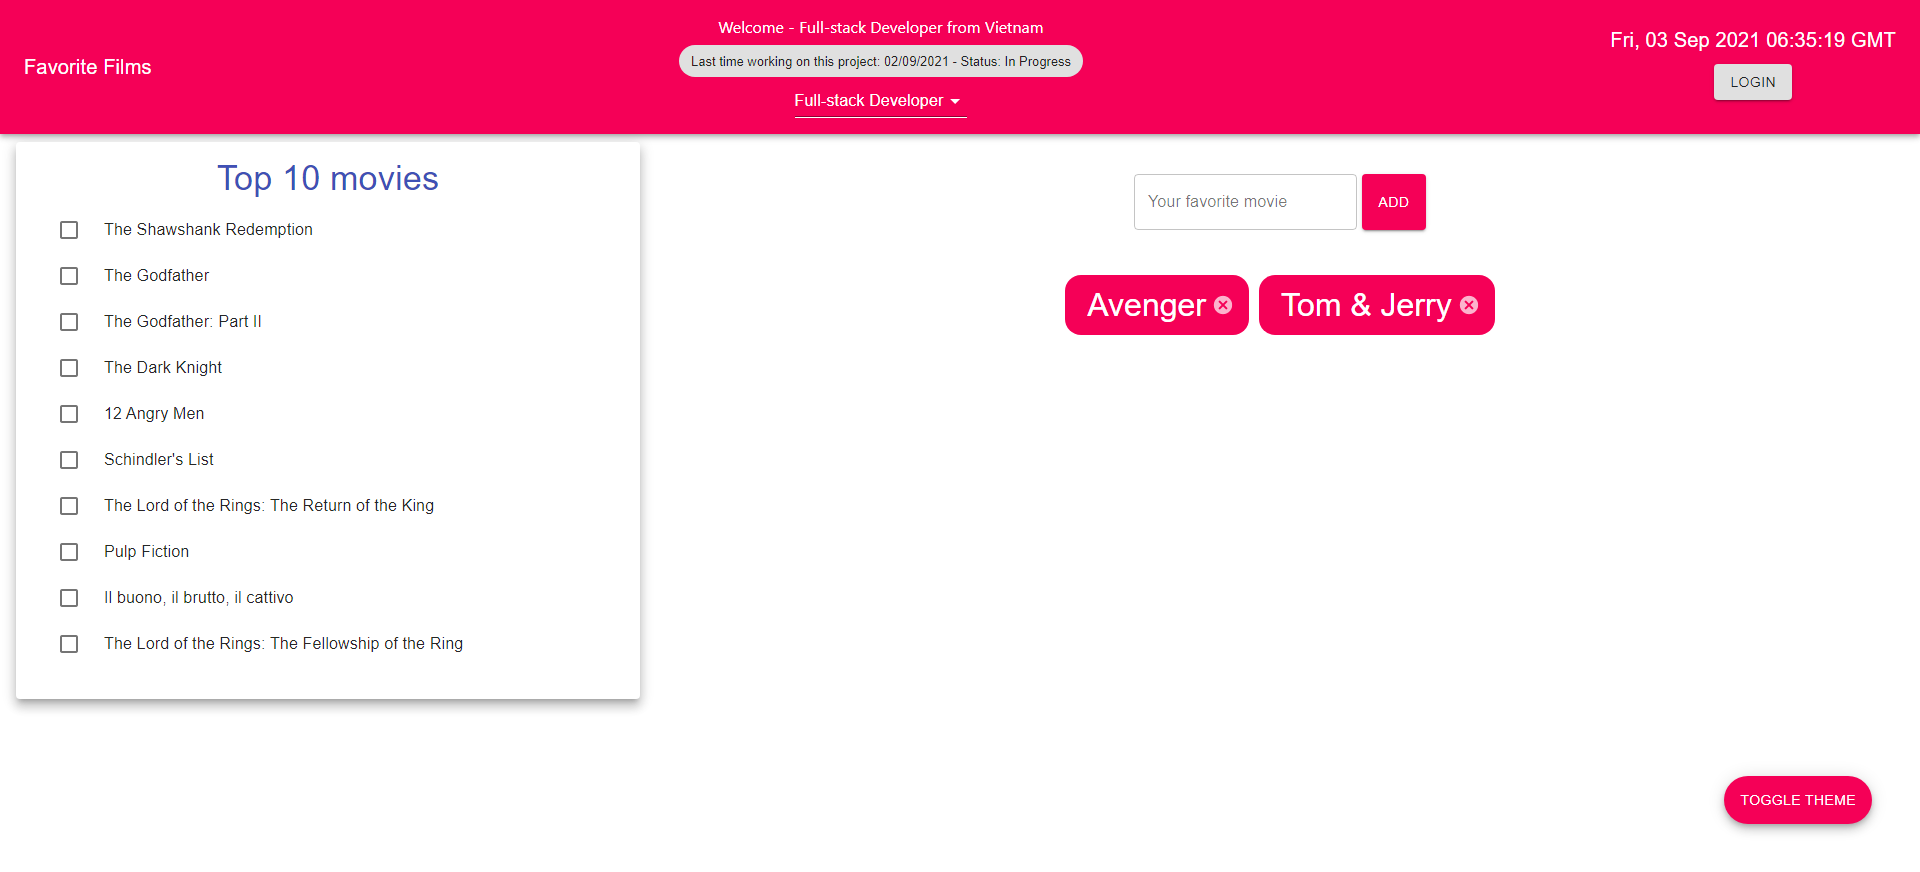 Favorite Films
Welcome - Full-stack Developer from Vietnam
Last time working on this project: 02/09/2021 - Status: In Progress
Full-stack Developer
Fri, 03 Sep 2021 06:35:19 GMT
LOGIN
Top 10 movies
The Shawshank Redemption
The Godfather
The Godfather: Part II
The Dark Knight
12 Angry Men
Schindler's List
The Lord of the Rings: The Return of the King
Pulp Fiction
Il buono, il brutto, il cattivo
The Lord of the Rings: The Fellowship of the Ring
Your favorite movie
ADD
Avenger
Tom & Jerry
TOGGLE THEME